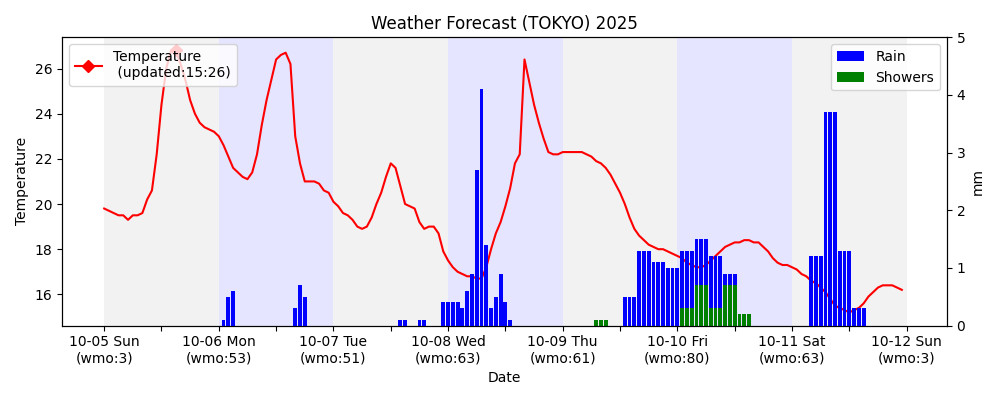 Weather Forecast (TOKYO) 2025
Temperature
(updated:15:26)
Rain
Showers
Temperature
26
24
22
20
18
16
5
4
3
2
1
0
mm
10-05 Sun
(wmo:3)
10-06 Mon
(wmo:53)
10-07 Tue
(wmo:51)
10-08 Wed
(wmo:63)
10-09 Thu
(wmo:61)
10-10 Fri
(wmo:80)
10-11 Sat
(wmo:63)
10-12 Sun
(wmo:3)
Date